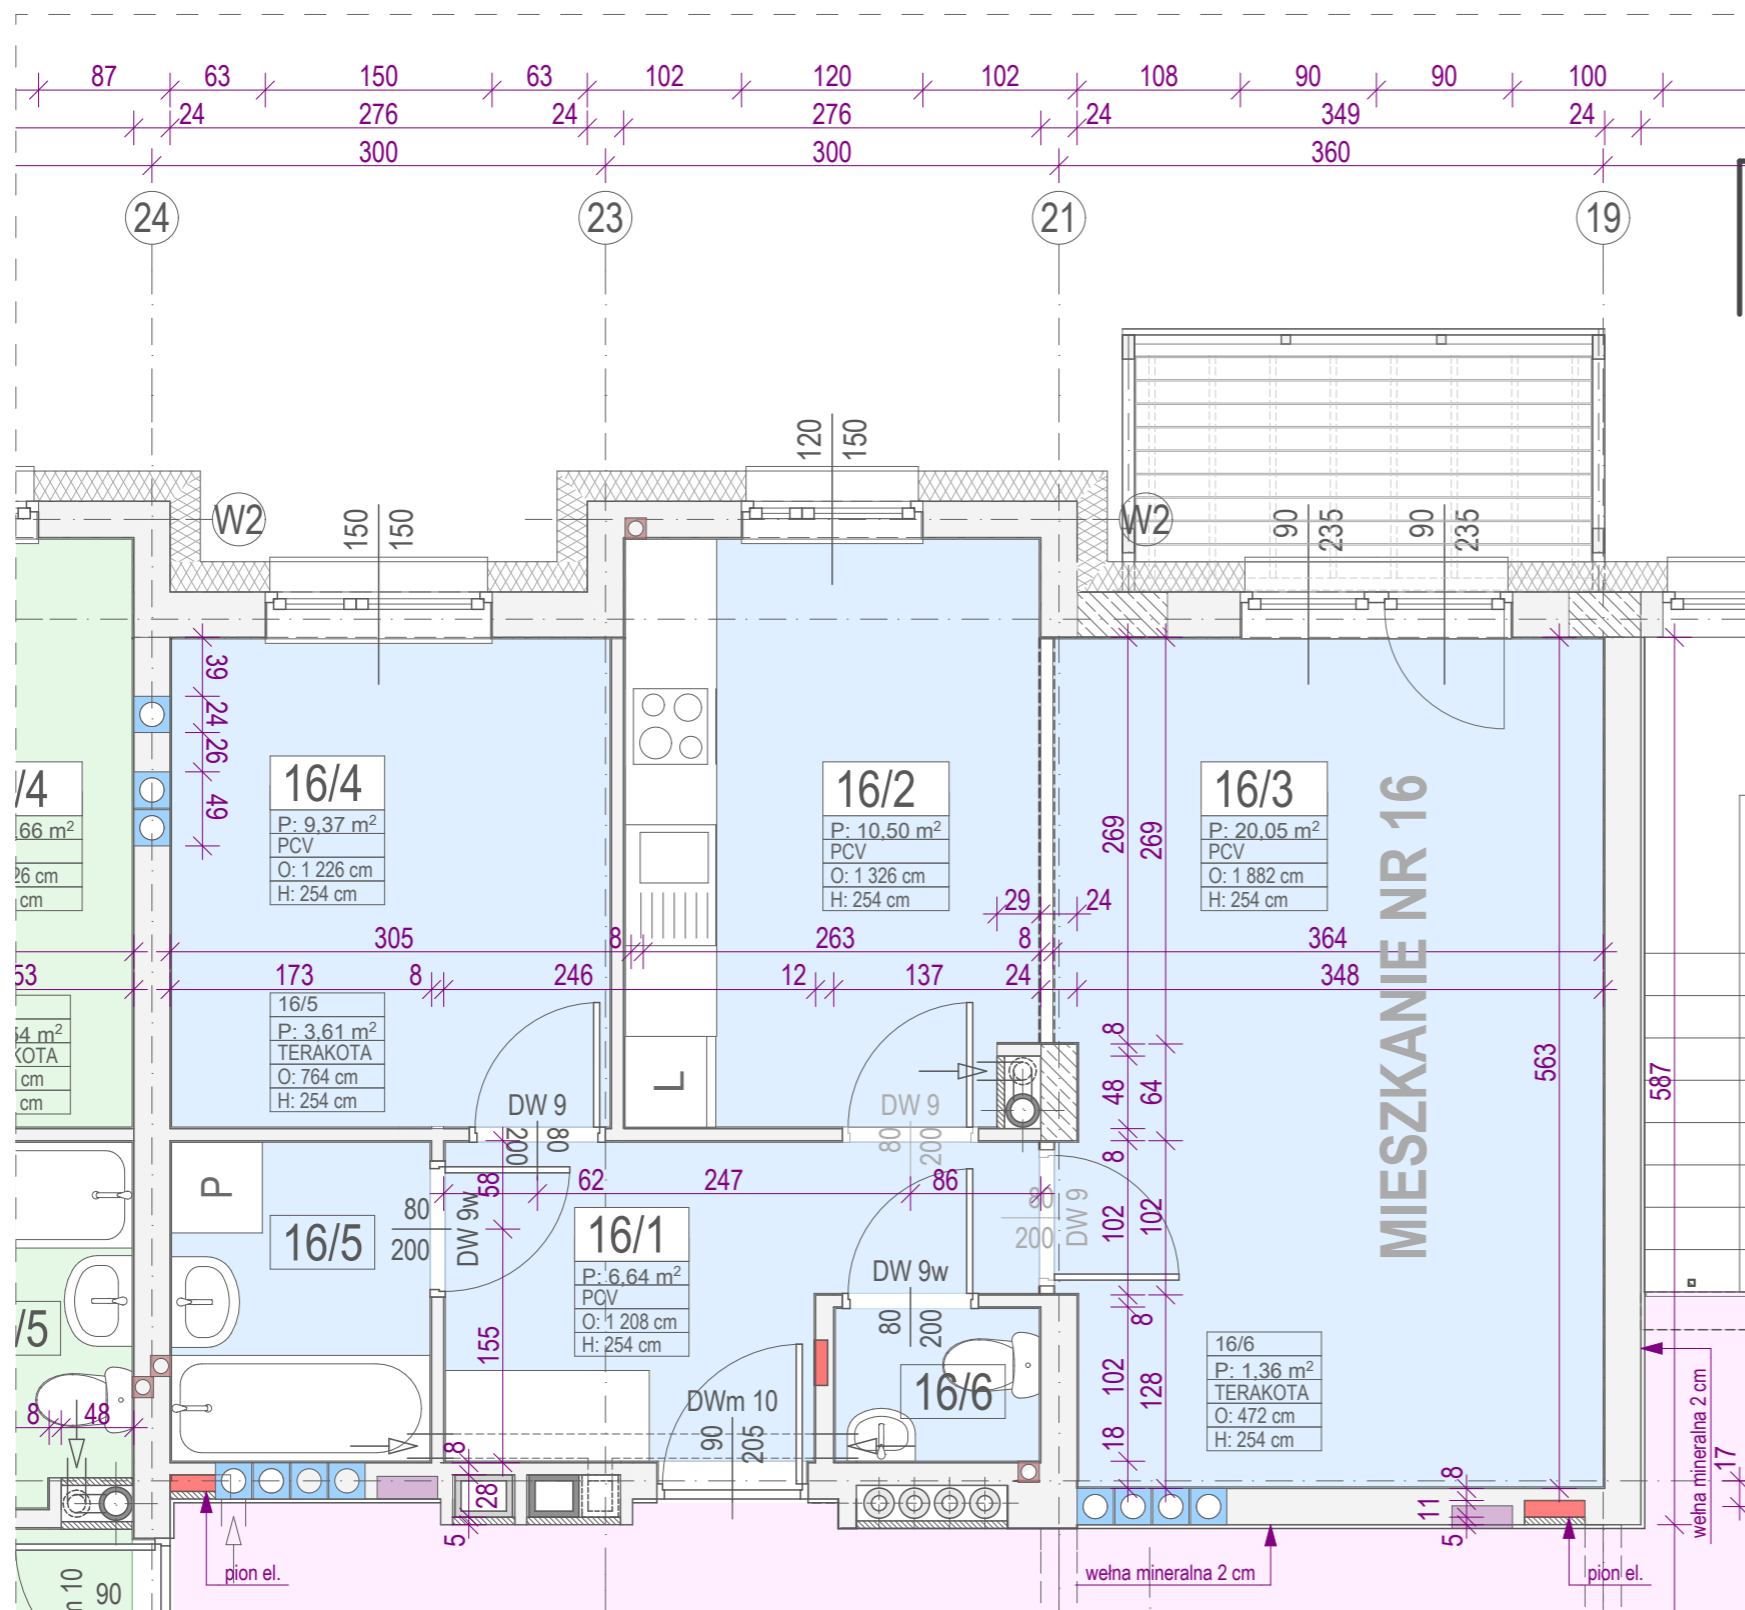 87 63 150 63 102 120 102 108 90 90 100
24 276 24 276 24 349 24
300 300 360
24 23 21 19
120 150
W2 150 150 W2 90 235 90 235
39
24
26
49
/4
,66 m²
26 cm
cm
16/4
P: 9,37 m²
PCV
O: 1 226 cm
H: 254 cm
16/2
P: 10,50 m²
PCV
O: 1 326 cm
H: 254 cm
16/3
P: 20,05 m²
PCV
O: 1 882 cm
H: 254 cm
MIESZKANIE NR 16
269 269
29 24
305 8 263 8 364
53 173 8 246 12 137 24 348
54 m²
KOTA
cm
cm
16/5
P: 3,61 m²
TERAKOTA
O: 764 cm
H: 254 cm
8
48 64
563
587
L
DW 9
200 80
DW 9
80 200
8
P
58
62 247 86
80
200
DW 9w
80
200
DW 9
102 102
16/5
16/1
P: 6,64 m²
PCV
O: 1 208 cm
H: 254 cm
DW 9w
80 200
8
/5
155
16/6
P: 1,36 m²
TERAKOTA
O: 472 cm
H: 254 cm
102 128
16/6
DWm 10
90 205
8 48
18
8
28
5
8
11
5
17
wełna mineralna 2 cm
pion el.
wełna mineralna 2 cm
pion el.
n 10
90